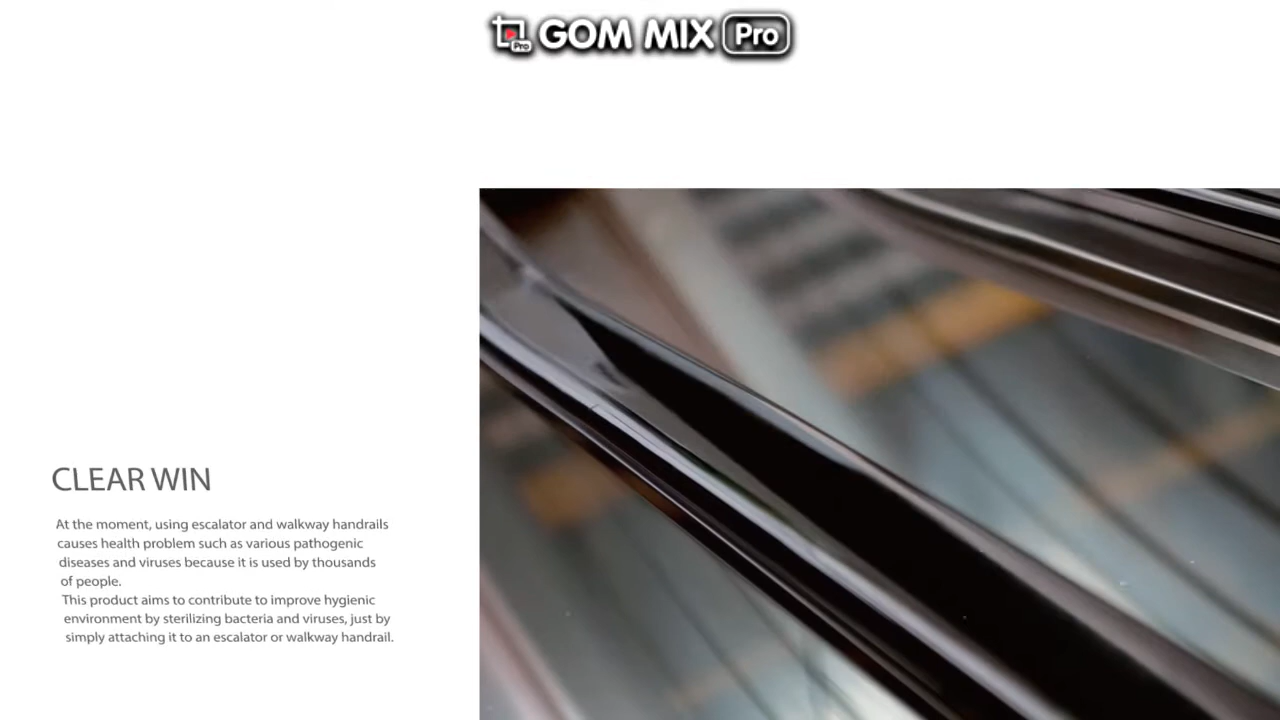 Pro GOM MIX Pro
CLEAR WIN
At the moment, using escalator and walkway handrails
causes health problem such as various pathogenic
diseases and viruses because it is used by thousands
of people.
This product aims to contribute to improve hygienic
environment by sterilizing bacteria and viruses, just by
simply attaching it to an escalator or walkway handrail.